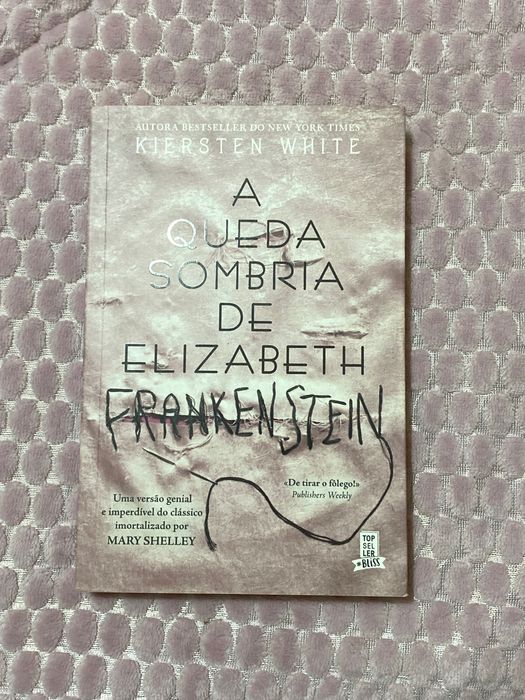 AUTORA BESTSELLER DO NEW YORK TIMES
KIERSTEN WHITE
A
QUEDA
SOMBRIA
DE
ELIZABETH
FRANKENSTEIN
«De tirar o fôlego!»
Publishers Weekly
Uma versão genial
e imperdível do clássico
imortalizado por
MARY SHELLEY
TOP
SEL
LER
#BLISS